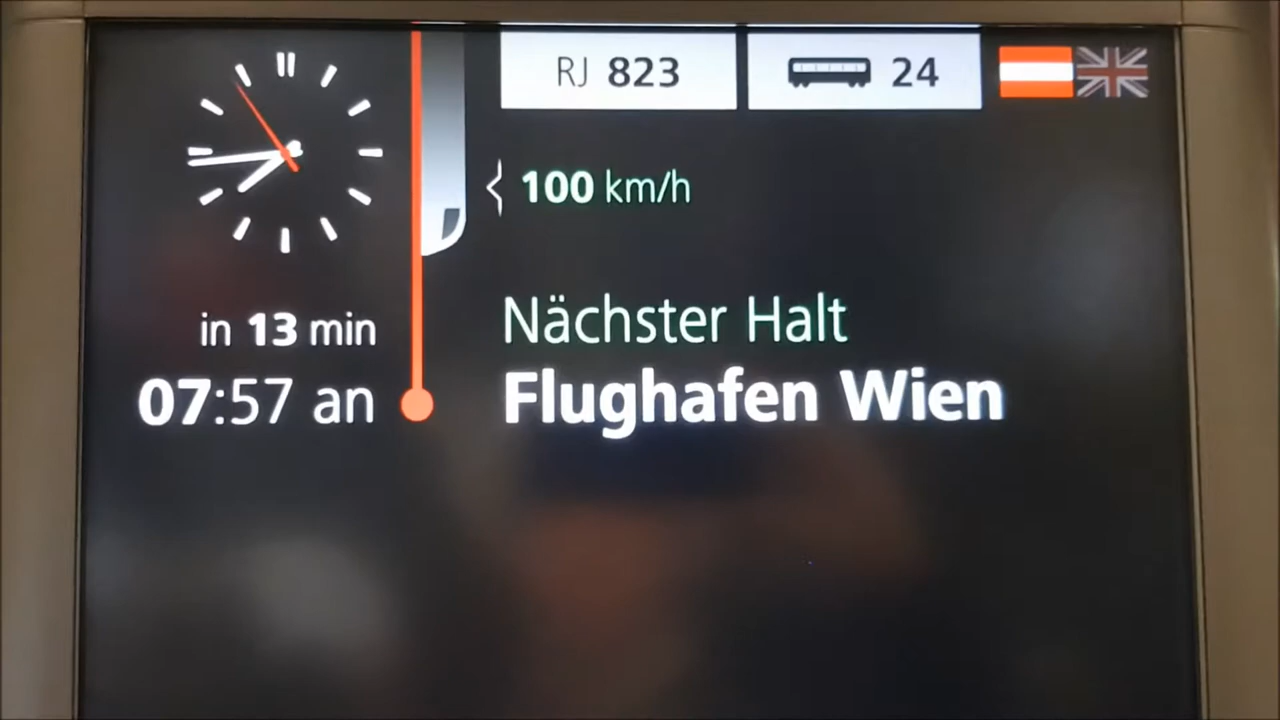 RJ 823
24
100 km/h
in 13 min
Nächster Halt
07:57 an
Flughafen Wien